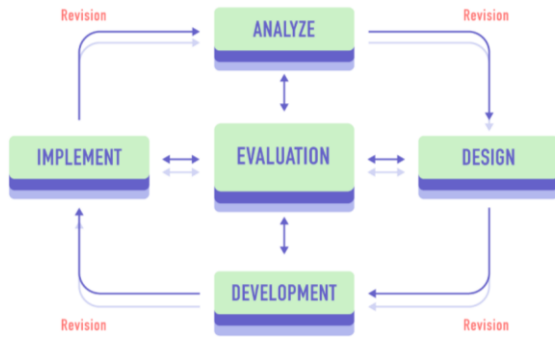 Revision
ANALYZE
Revision
IMPLEMENT
EVALUATION
DESIGN
DEVELOPMENT
Revision
Revision